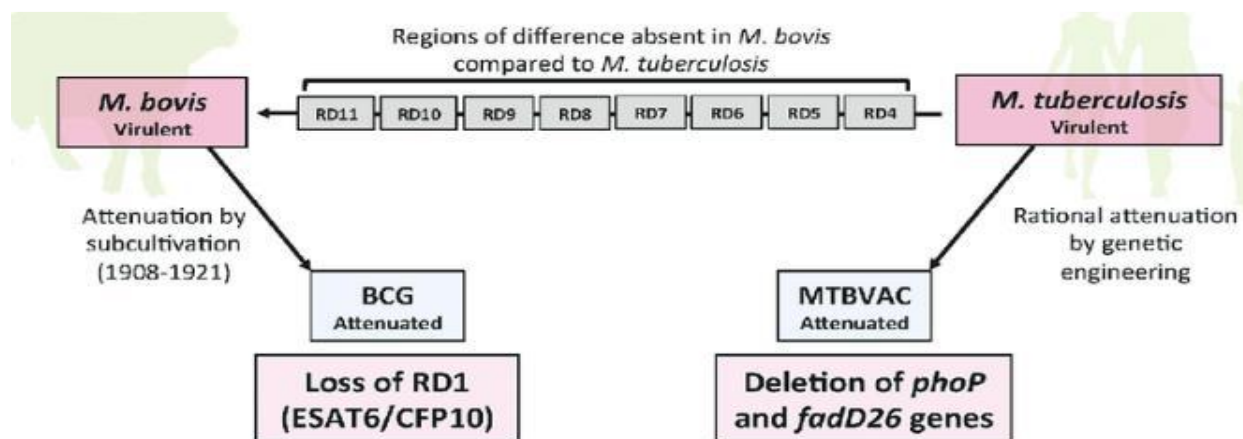 Regions of difference absent in M. bovis
compared to M. tuberculosis
M. bovis
Virulent
RD11 RD10 RD9 RD8 RD7 RD6 RD5 RD4
M. tuberculosis
Virulent
Attenuation by
subcultivation
(1908-1921)
Rational attenuation
by genetic
engineering
BCG
Attenuated
MTBVAC
Attenuated
Loss of RD1
(ESAT6/CFP10)
Deletion of phoP
and fadD26 genes